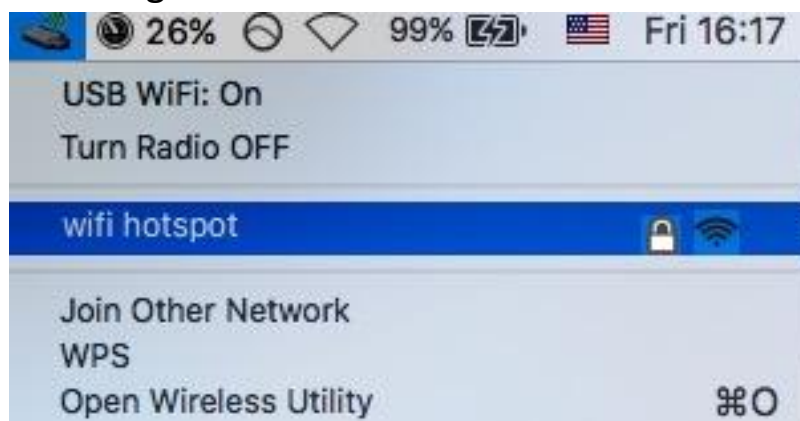 26% 99% Fri 16:17
USB WiFi: On
Turn Radio OFF
wifi hotspot
Join Other Network
WPS
Open Wireless Utility ⌘O